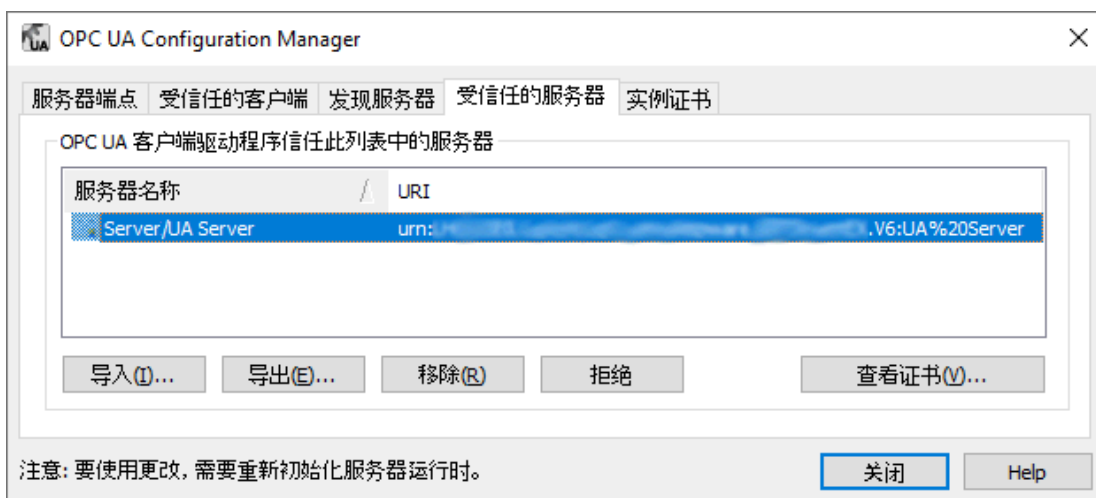 OPC UA Configuration Manager
服务器端点 受信任的客户端 发现服务器 受信任的服务器 实例证书
OPC UA 客户端驱动程序信任此列表中的服务器
服务器名称 URI
Server/UA Server urn: .V6:UA%20Server
导入(I)... 导出(E)... 移除(R) 拒绝 查看证书(V)...
注意: 要使用更改, 需要重新初始化服务器运行时。 关闭 Help